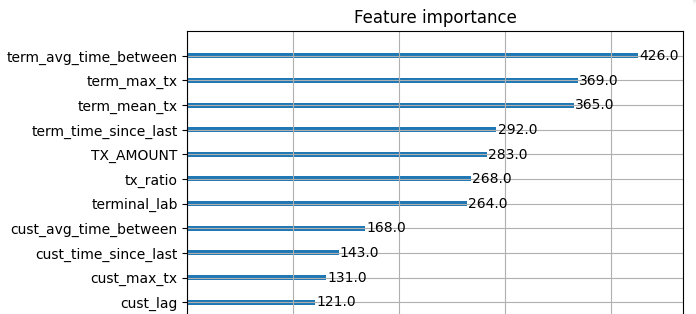 Feature importance
term_avg_time_between 426.0
term_max_tx 369.0
term_mean_tx 365.0
term_time_since_last 292.0
TX_AMOUNT 283.0
tx_ratio 268.0
terminal_lab 264.0
cust_avg_time_between 168.0
cust_time_since_last 143.0
cust_max_tx 131.0
cust_lag 121.0